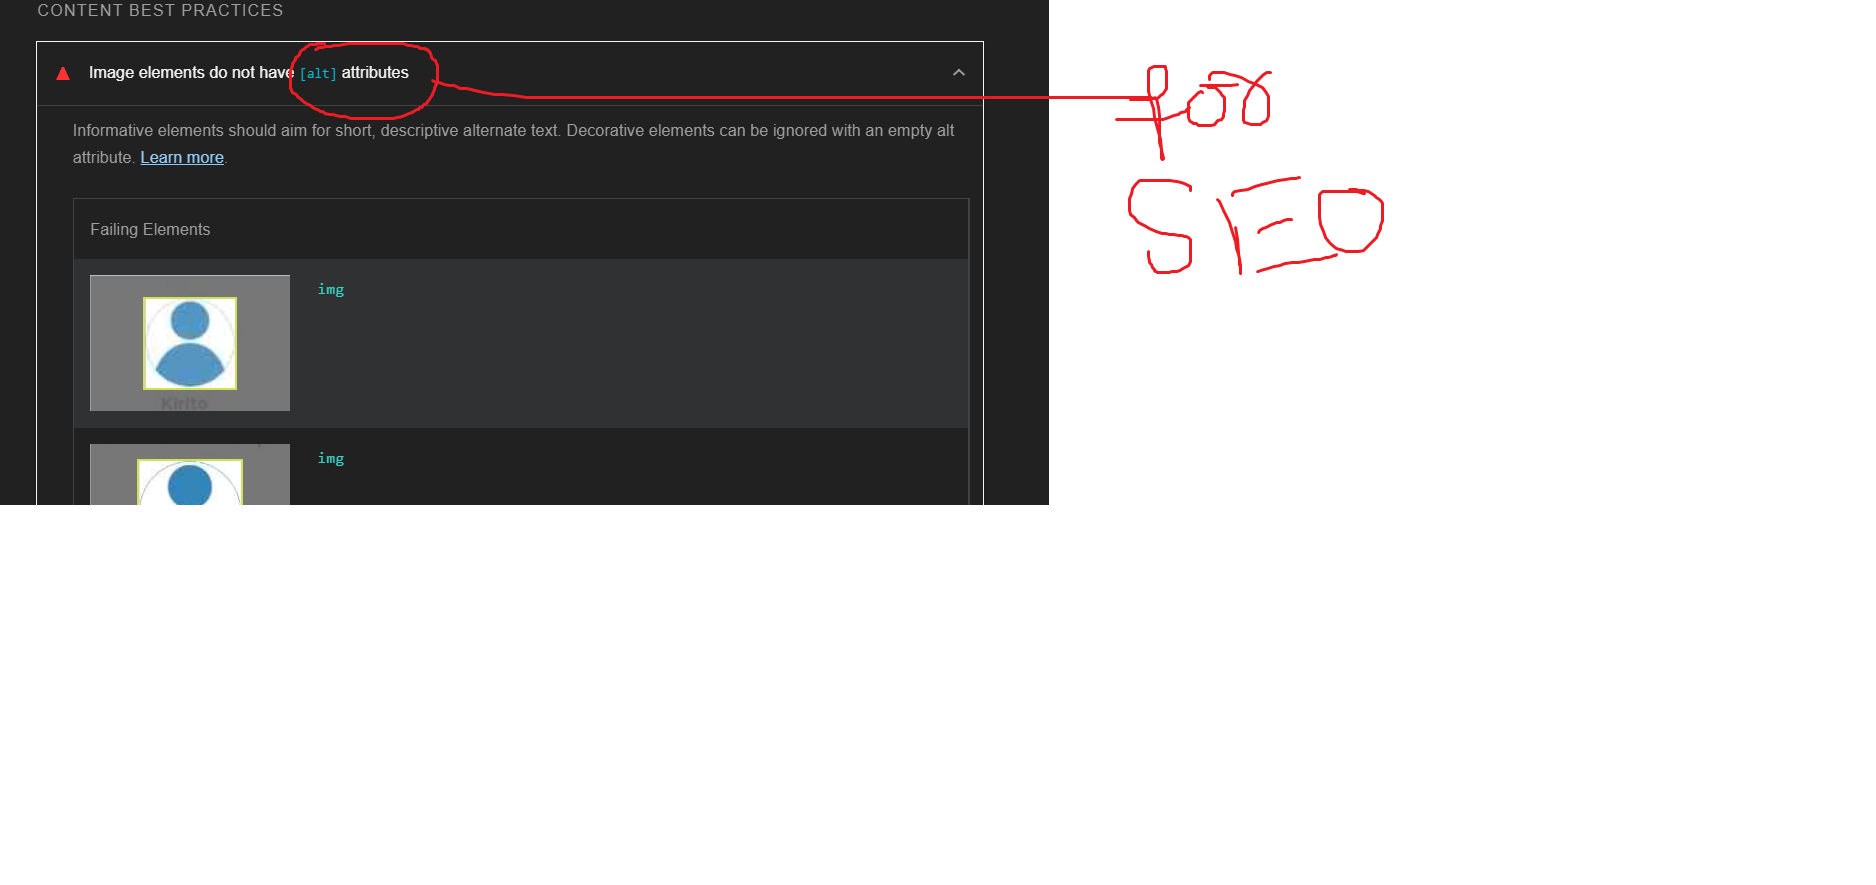 CONTENT BEST PRACTICES
Image elements do not have [alt] attributes
Informative elements should aim for short, descriptive alternate text. Decorative elements can be ignored with an empty alt
attribute. Learn more.
Failing Elements
img
Kirito
img
for
SEO